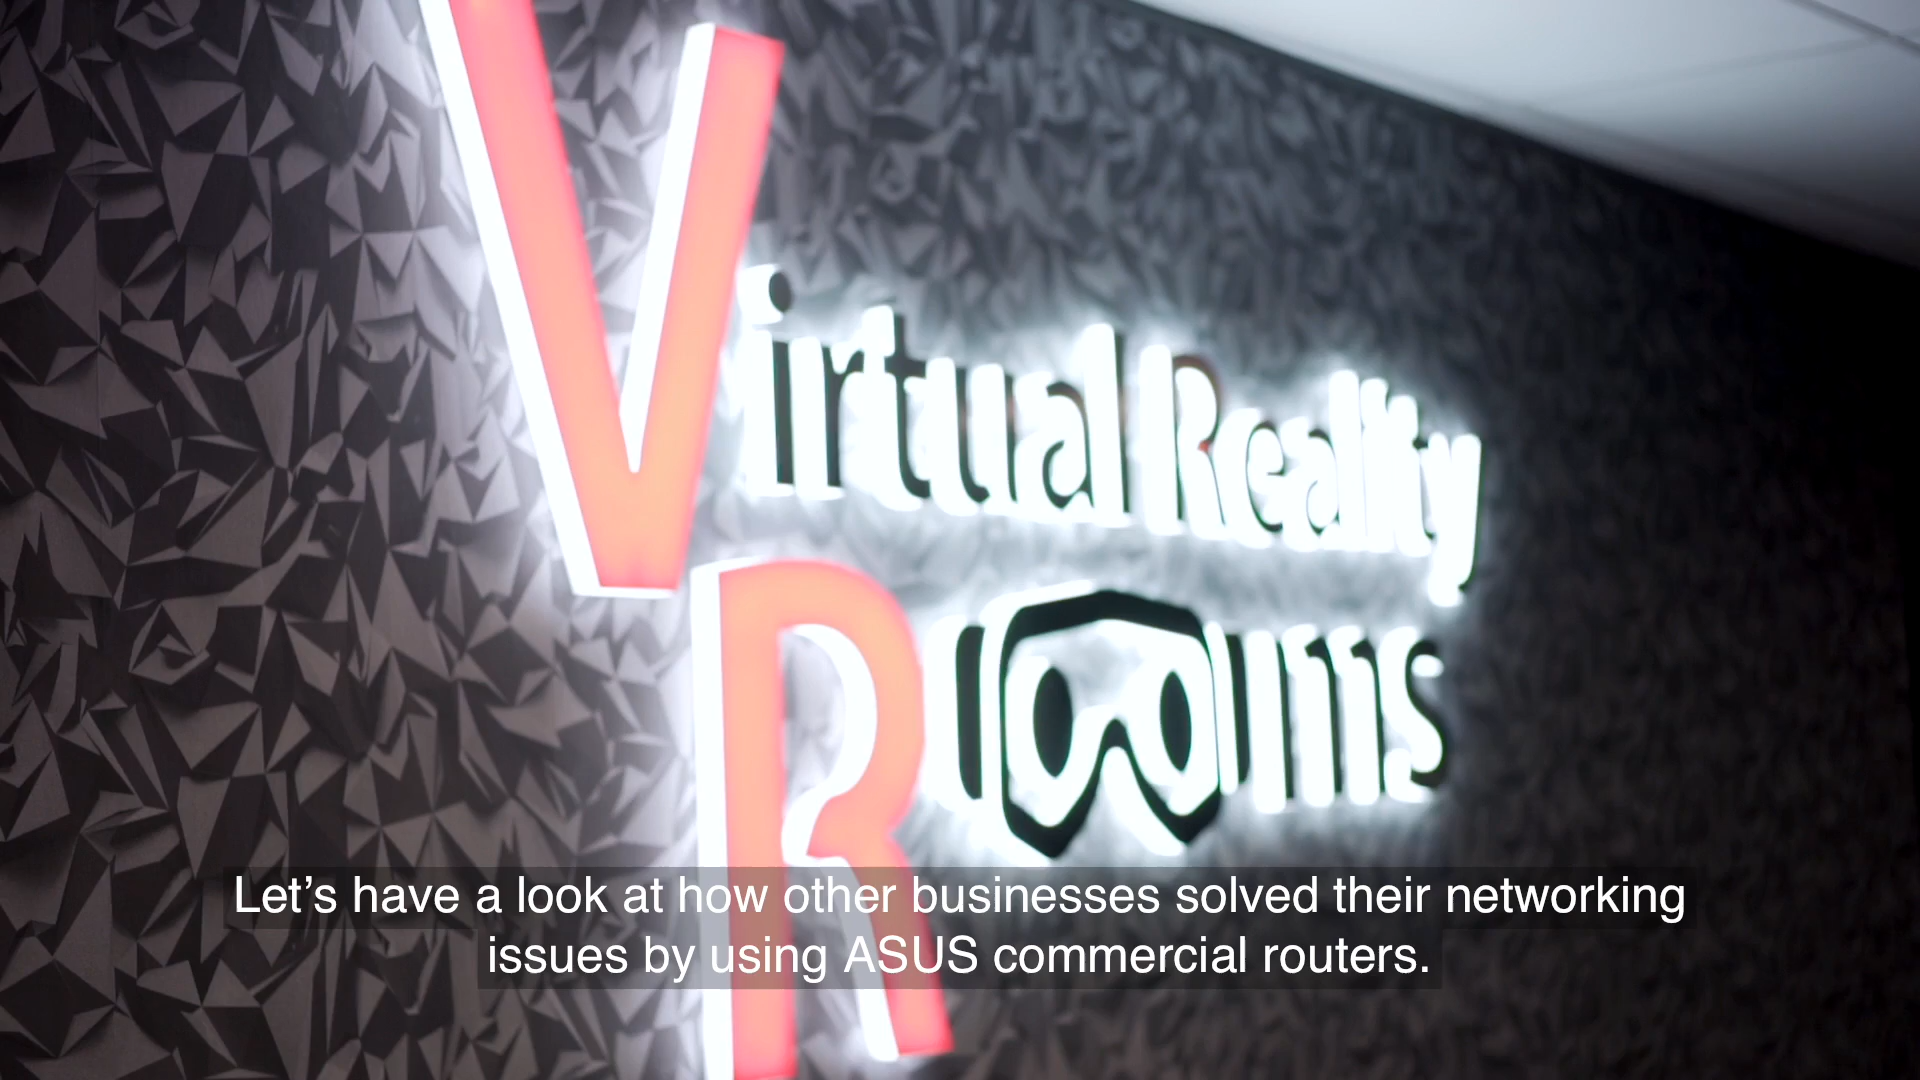 Virtual Reality
Rooms
Let’s have a look at how other businesses solved their networking
issues by using ASUS commercial routers.